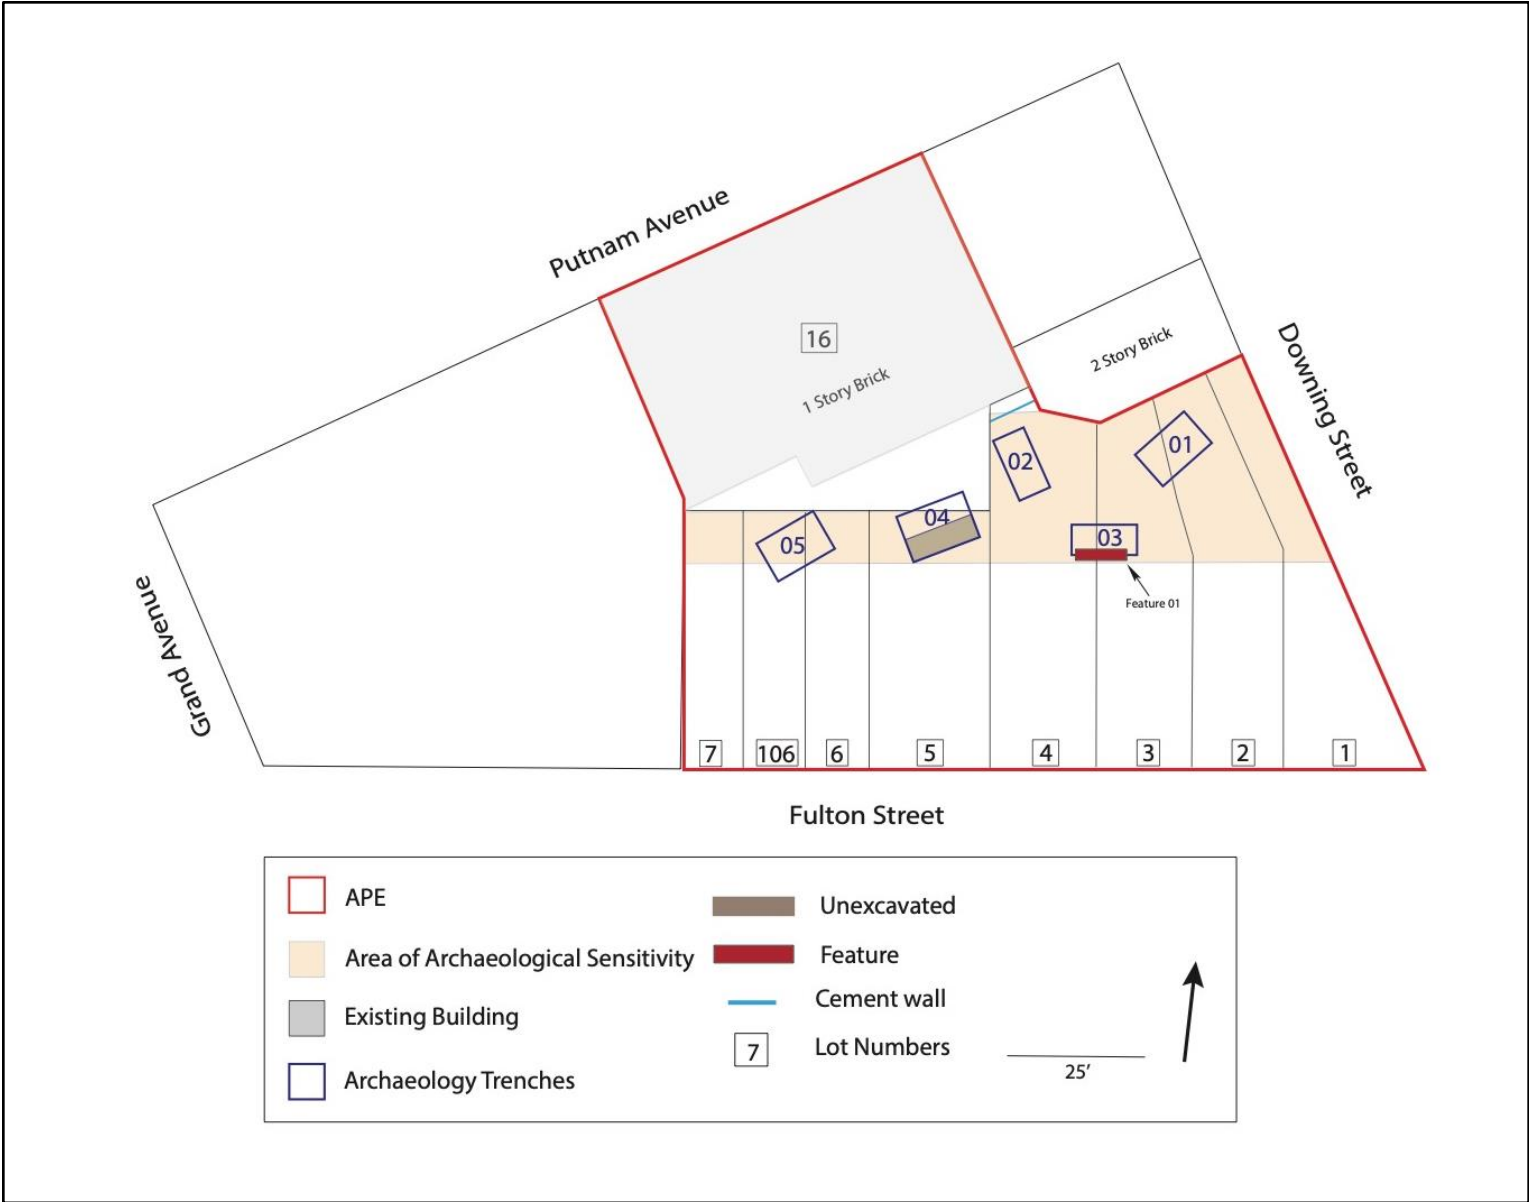 Putnam Avenue
16
1 Story Brick
2 Story Brick
Downing Street
01
02
03
04
05
Feature 01
Grand Avenue
7
106
6
5
4
3
2
1
Fulton Street
APE
Area of Archaeological Sensitivity
Existing Building
Archaeology Trenches
Unexcavated
Feature
Cement wall
7
Lot Numbers
25′